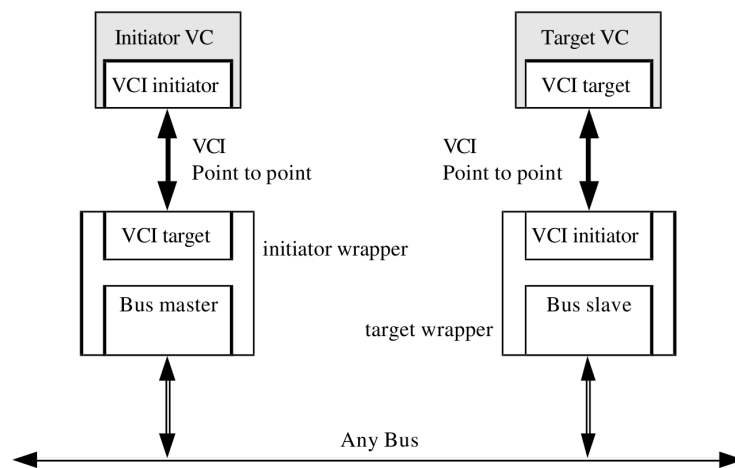 Initiator VC
VCI initiator
VCI
Point to point
VCI target
initiator wrapper
Bus master
Target VC
VCI target
VCI
Point to point
VCI initiator
Bus slave
target wrapper
Any Bus